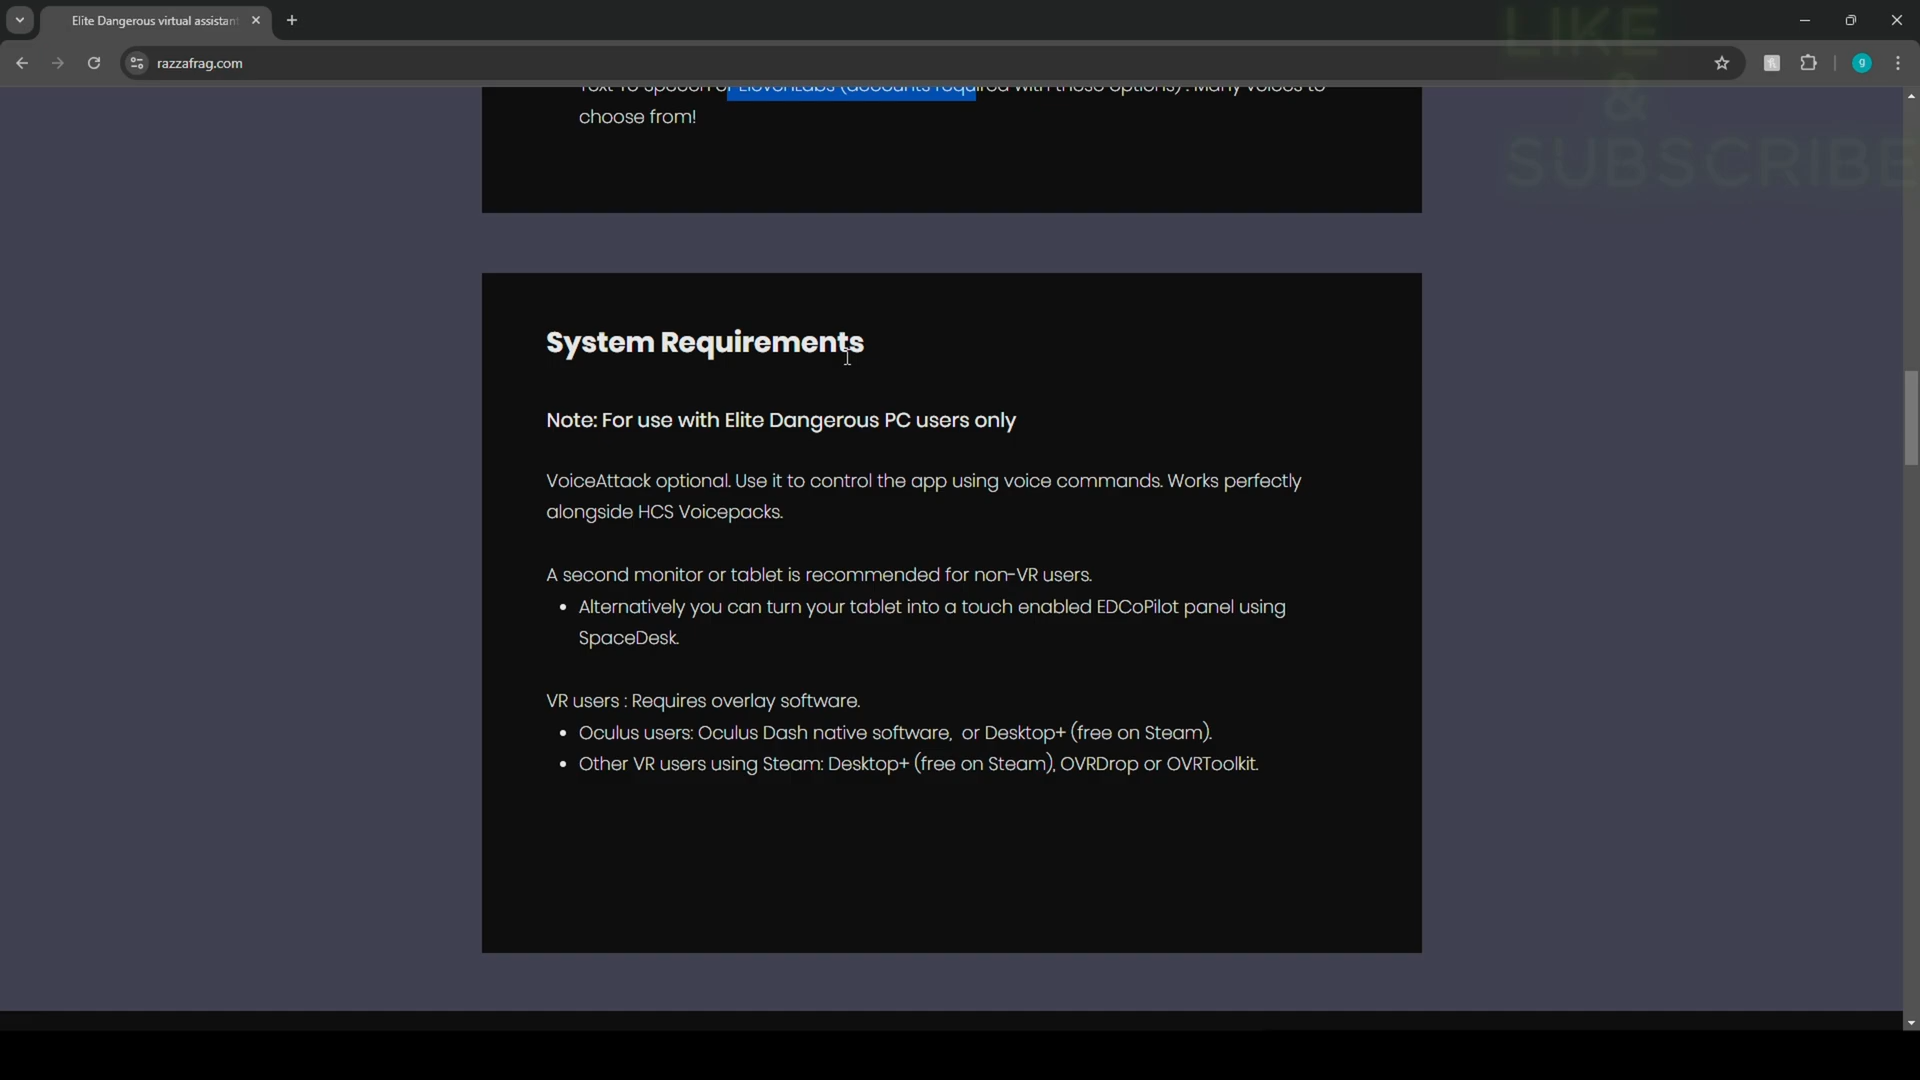 Elite Dangerous virtual assistan
razzafrag.com
g
LIKE
&
SUBSCRIBE
Text To speech or ElevenLabs (accounts required with these options) . Many voices to
choose from!
System Requirements
Note: For use with Elite Dangerous PC users only
VoiceAttack optional. Use it to control the app using voice commands. Works perfectly
alongside HCS Voicepacks.
A second monitor or tablet is recommended for non-VR users.
• Alternatively you can turn your tablet into a touch enabled EDCoPilot panel using
SpaceDesk.
VR users : Requires overlay software.
• Oculus users: Oculus Dash native software, or Desktop+ (free on Steam).
• Other VR users using Steam: Desktop+ (free on Steam), OVRDrop or OVRToolkit.